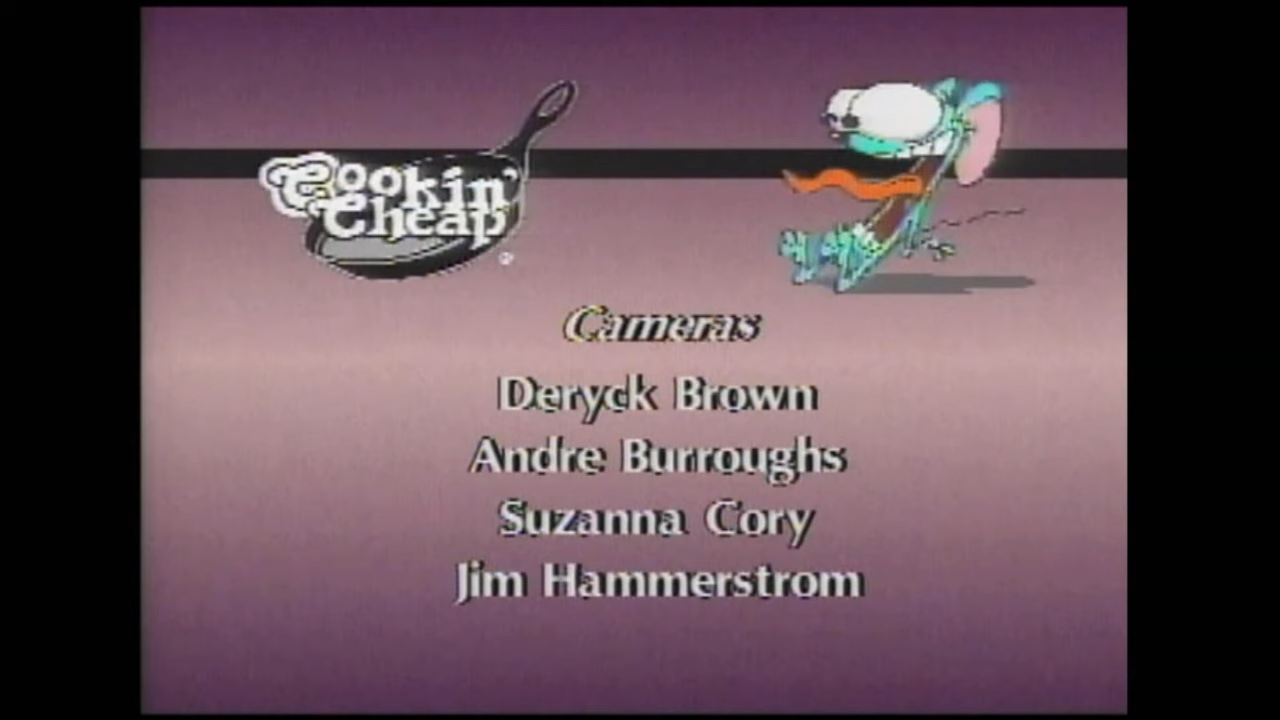 Cookin'
Cheap
®
Cameras
Deryck Brown
Andre Burroughs
Suzanna Cory
Jim Hammerstrom